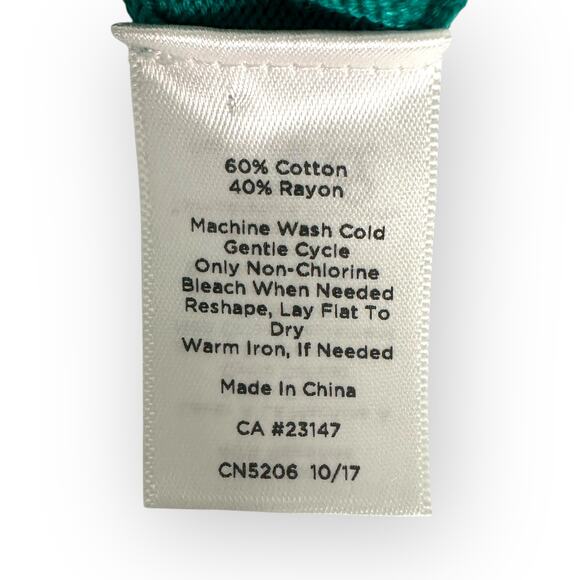 60% Cotton
40% Rayon
Machine Wash Cold
Gentle Cycle
Only Non-Chlorine
Bleach When Needed
Reshape, Lay Flat To
Dry
Warm Iron, If Needed
Made In China
CA #23147
CN5206 10/17